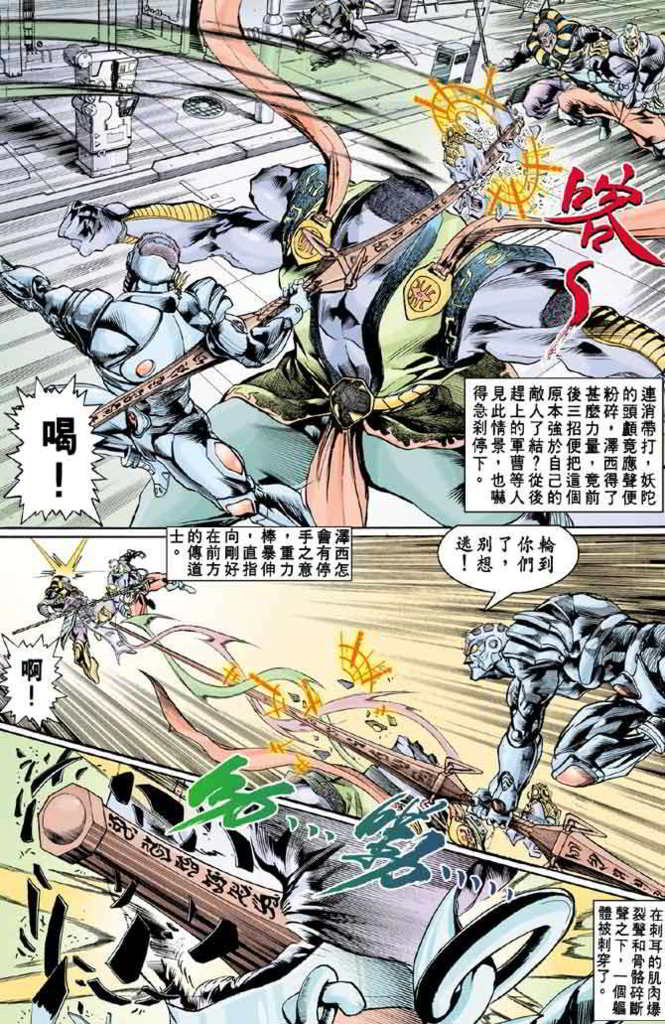 連消帶打，妖陀
的頭顱竟應聲便
粉碎，澤西得了
甚麼力量，竟前
後三招便把這個
原本強於自己的
敵人了結？從後
趕上的軍曹等人
見此情景，也嚇
得急剎停下。
喝！
輪到
你們
了，
別想
逃！
澤西怎
會有停
手之意
，重力
棒暴伸
，直指
向剛好
在前方
的傳道
士。
啊！
在刺耳的肌肉爆
裂聲和骨骼碎斷
聲之下，一個軀
體被刺穿了。